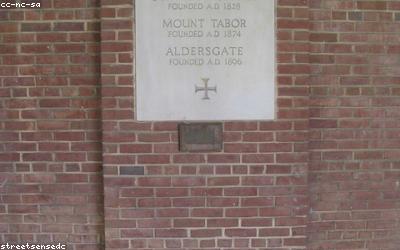 cc-nc-sa
FOUNDED A.D. 1828
MOUNT TABOR
FOUNDED A.D. 1874
ALDERSGATE
FOUNDED A.D. 1896
streetsensedc